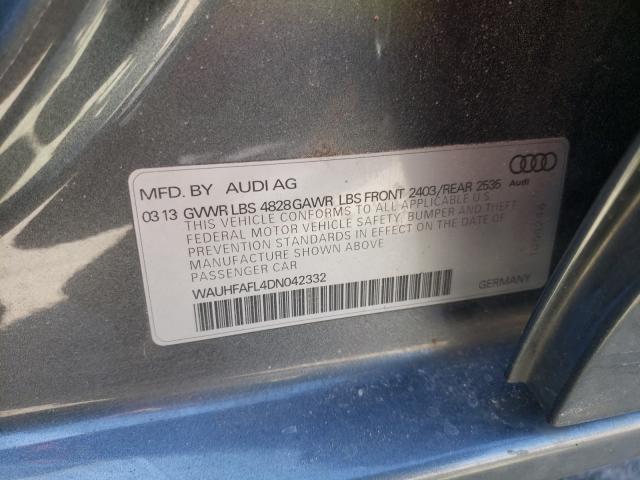 MFD. BY AUDI AG
Audi
03 13 GVWR LBS 4828 GAWR LBS FRONT 2403/REAR 2535
THIS VEHICLE CONFORMS TO ALL APPLICABLE U.S.
FEDERAL MOTOR VEHICLE SAFETY, BUMPER AND THEFT
PREVENTION STANDARDS IN EFFECT ON THE DATE OF
MANUFACTURE SHOWN ABOVE
PASSENGER CAR
WAUHFAFL4DN042332
GERMANY